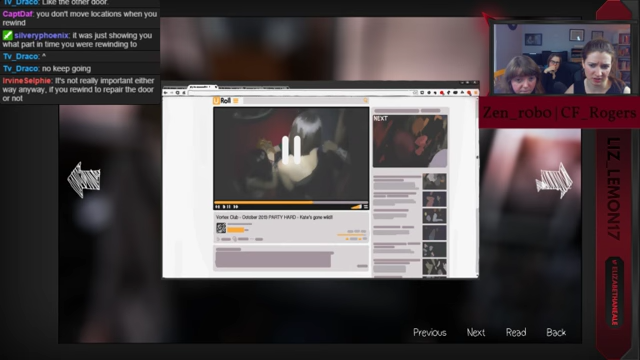 Tv_Draco: Like the other door.
CaptDaf: you don't move locations when you
rewind
silveryphoenix: it was just showing you
what part in time you were rewinding to
Tv_Draco: ^
Tv_Draco: no keep going
IrvineSelphie: It's not really important either
way anyway, if you rewind to repair the door
or not
Zen_robo|CF_Rogers
Roll
NEXT
Vortex Club - October 2013 PARTY HARD - Kate's gone wild!!
LIZ_LEMON17
Previous
Next
Read
Back